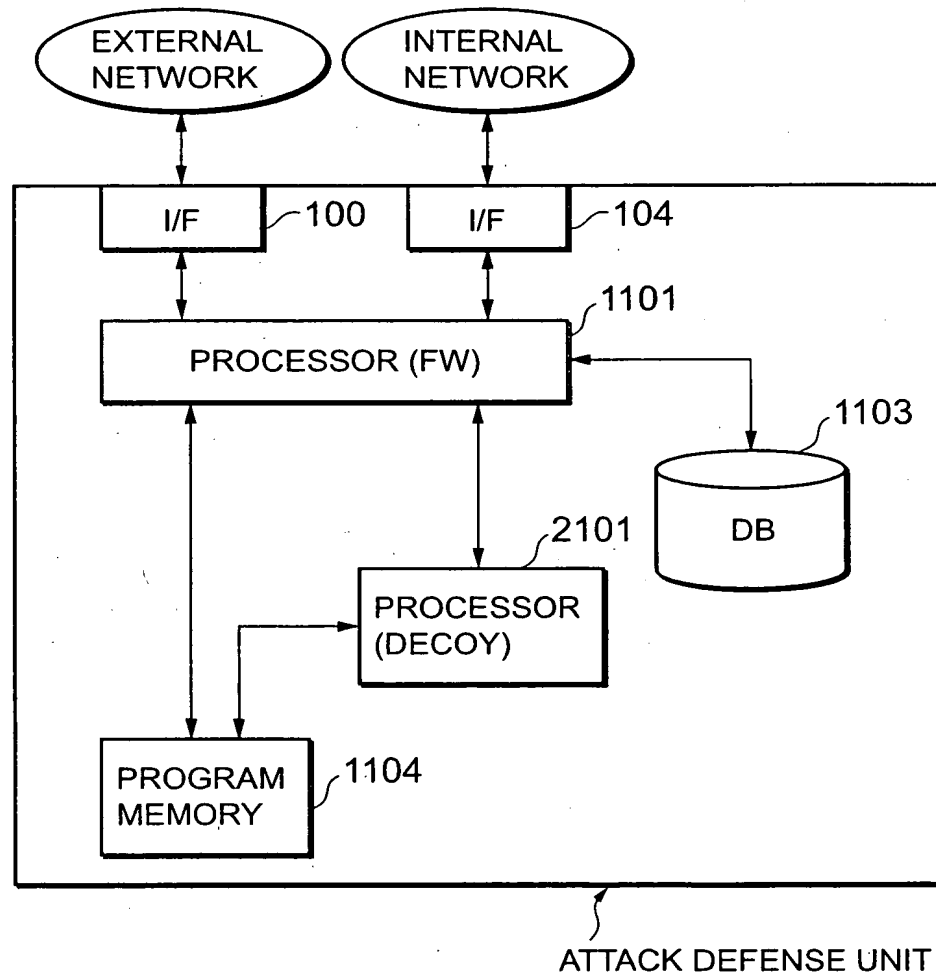 EXTERNAL
NETWORK
INTERNAL
NETWORK
I/F
100
I/F
104
1101
PROCESSOR (FW)
1103
DB
2101
PROCESSOR
(DECOY)
PROGRAM
MEMORY
1104
ATTACK DEFENSE UNIT